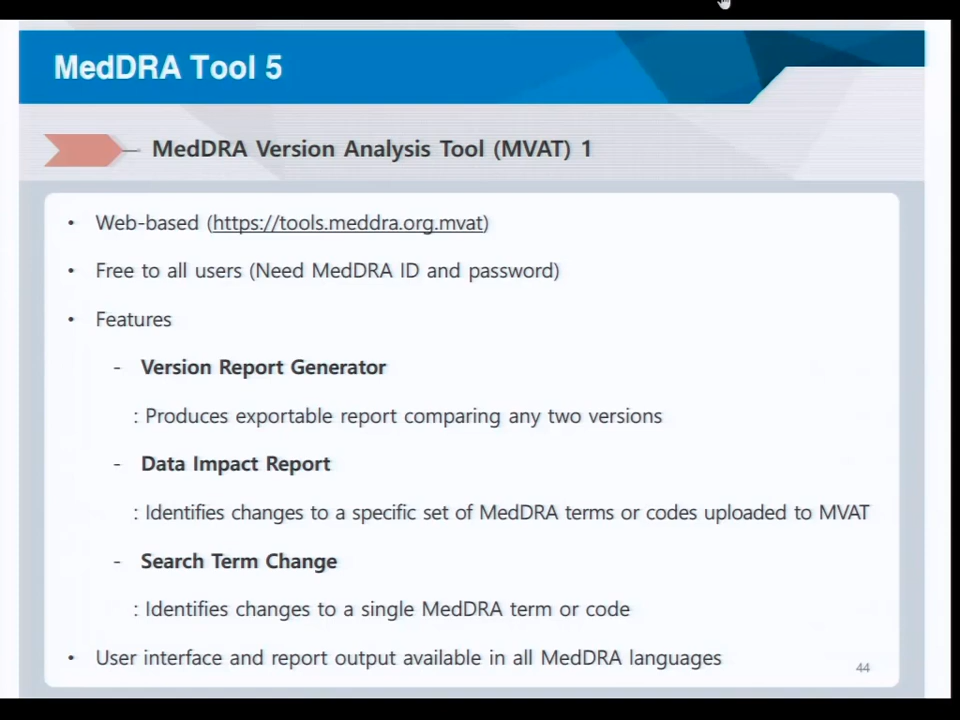 MedDRA Tool 5
MedDRA Version Analysis Tool (MVAT) 1
• Web-based (https://tools.meddra.org.mvat)
• Free to all users (Need MedDRA ID and password)
• Features
- Version Report Generator
: Produces exportable report comparing any two versions
- Data Impact Report
: Identifies changes to a specific set of MedDRA terms or codes uploaded to MVAT
- Search Term Change
: Identifies changes to a single MedDRA term or code
• User interface and report output available in all MedDRA languages
44